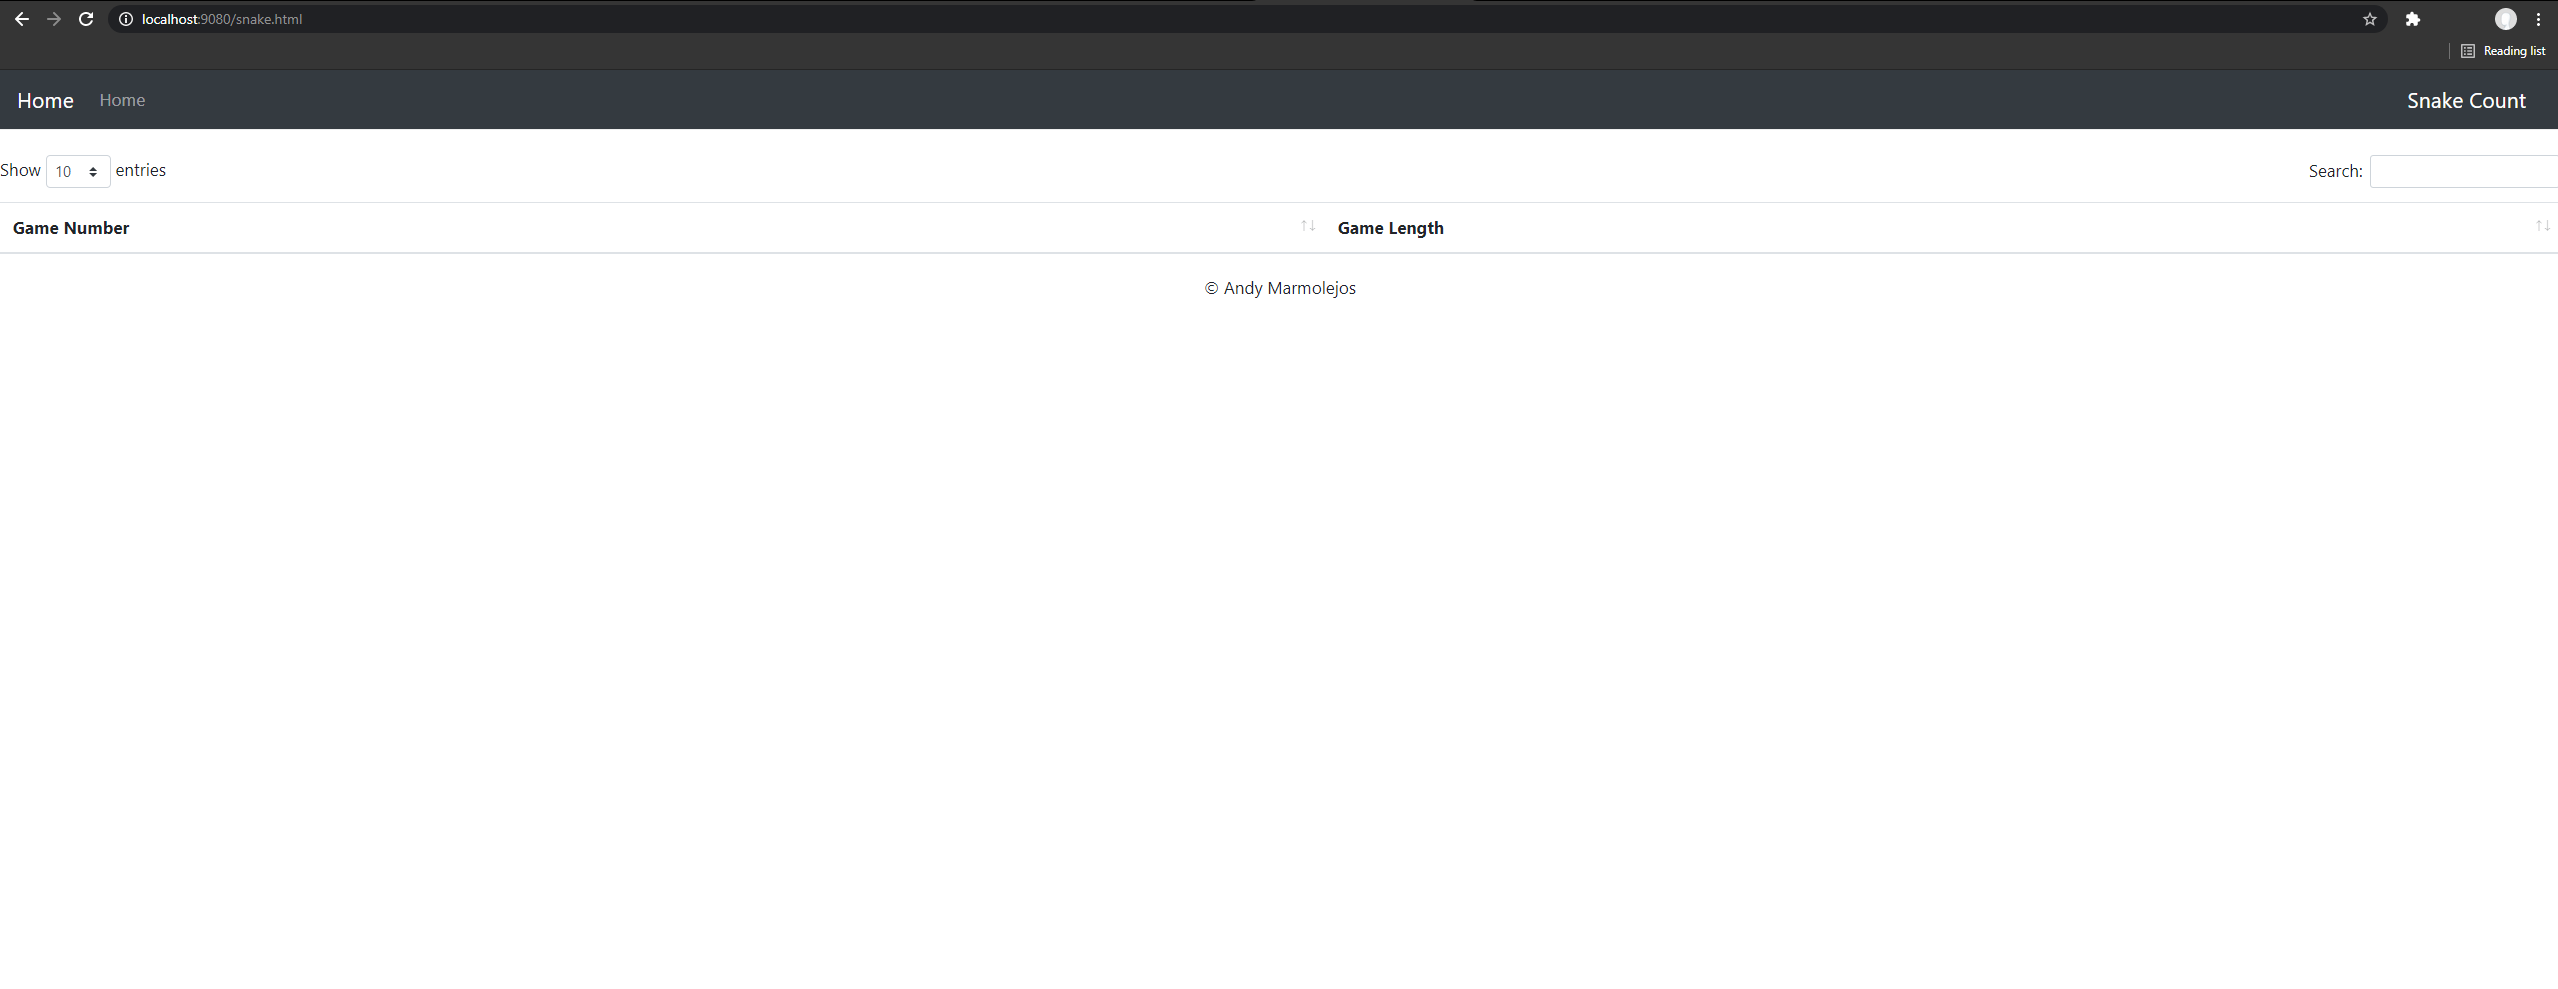 localhost:9080/snake.html
Reading list
Home Home Snake Count
Show 10 entries Search:
Game Number Game Length
© Andy Marmolejos